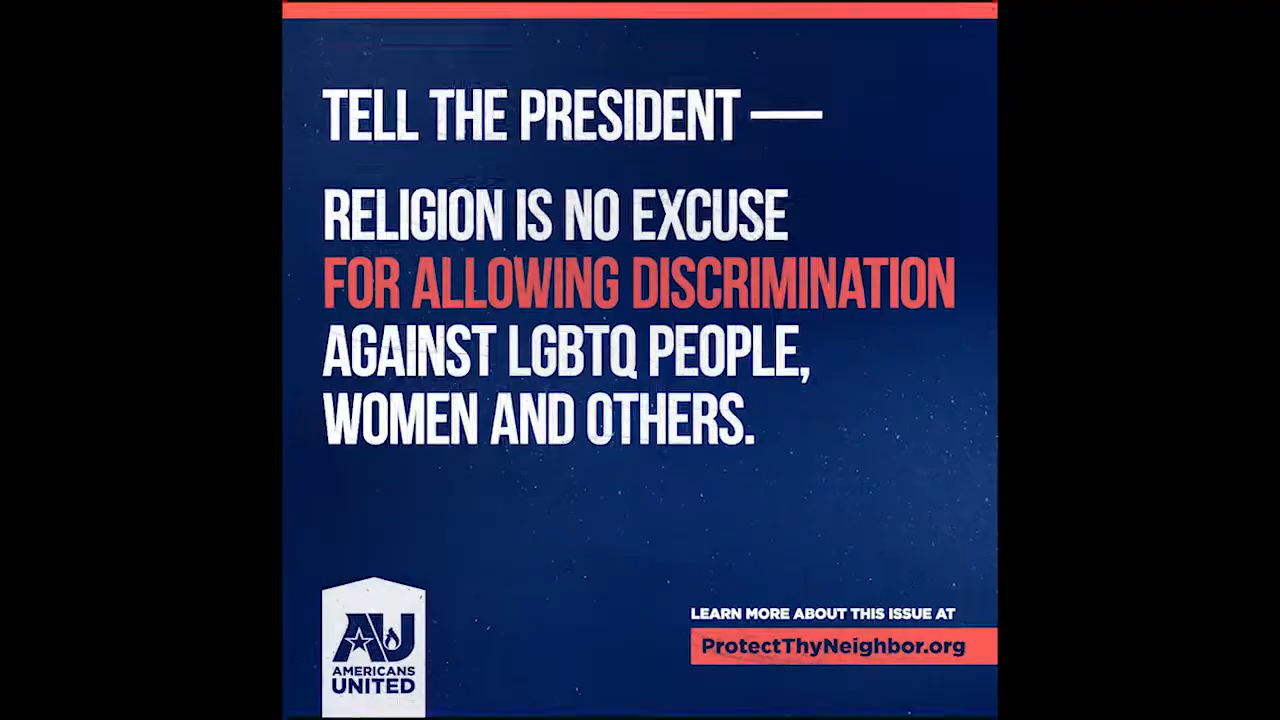 TELL THE PRESIDENT —
RELIGION IS NO EXCUSE
FOR ALLOWING DISCRIMINATION
AGAINST LGBTQ PEOPLE,
WOMEN AND OTHERS.
LEARN MORE ABOUT THIS ISSUE AT
ProtectThyNeighbor.org
AU
AMERICANS
UNITED